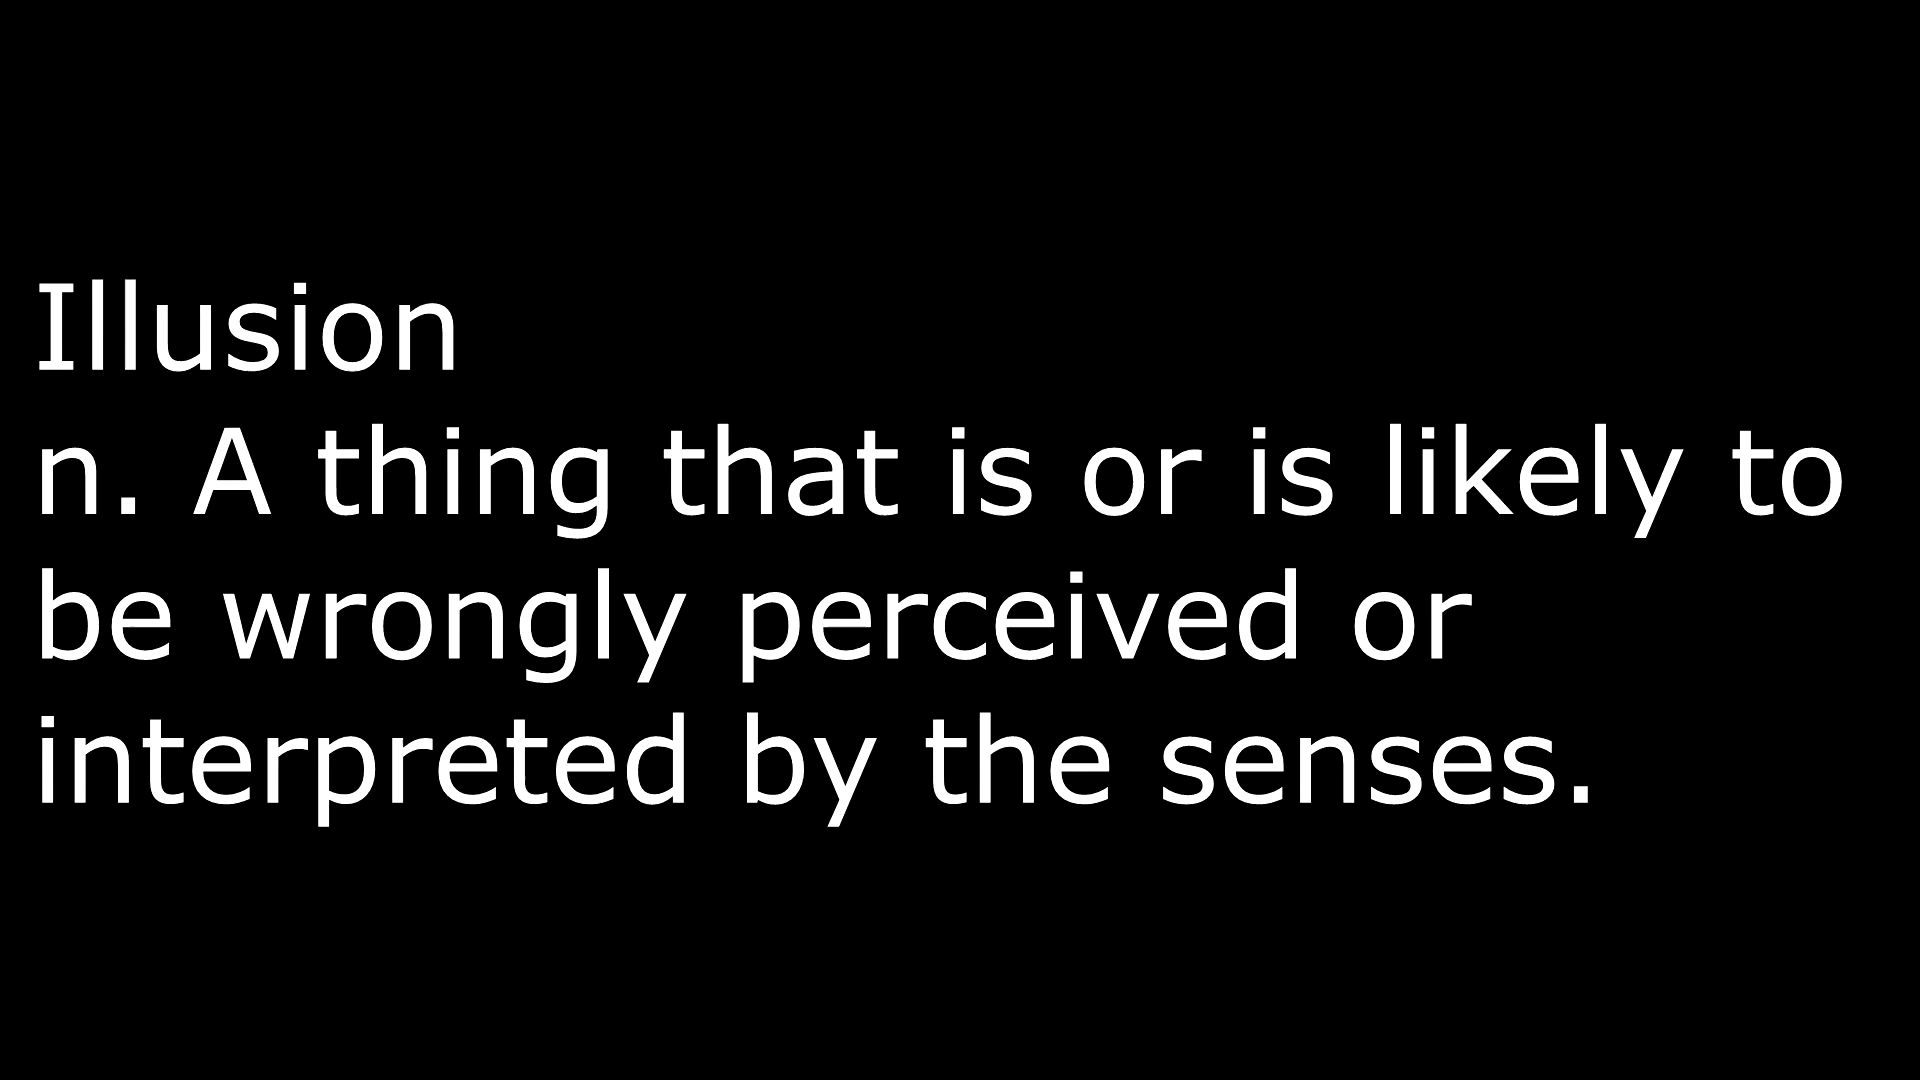 Illusion
n. A thing that is or is likely to
be wrongly perceived or
interpreted by the senses.